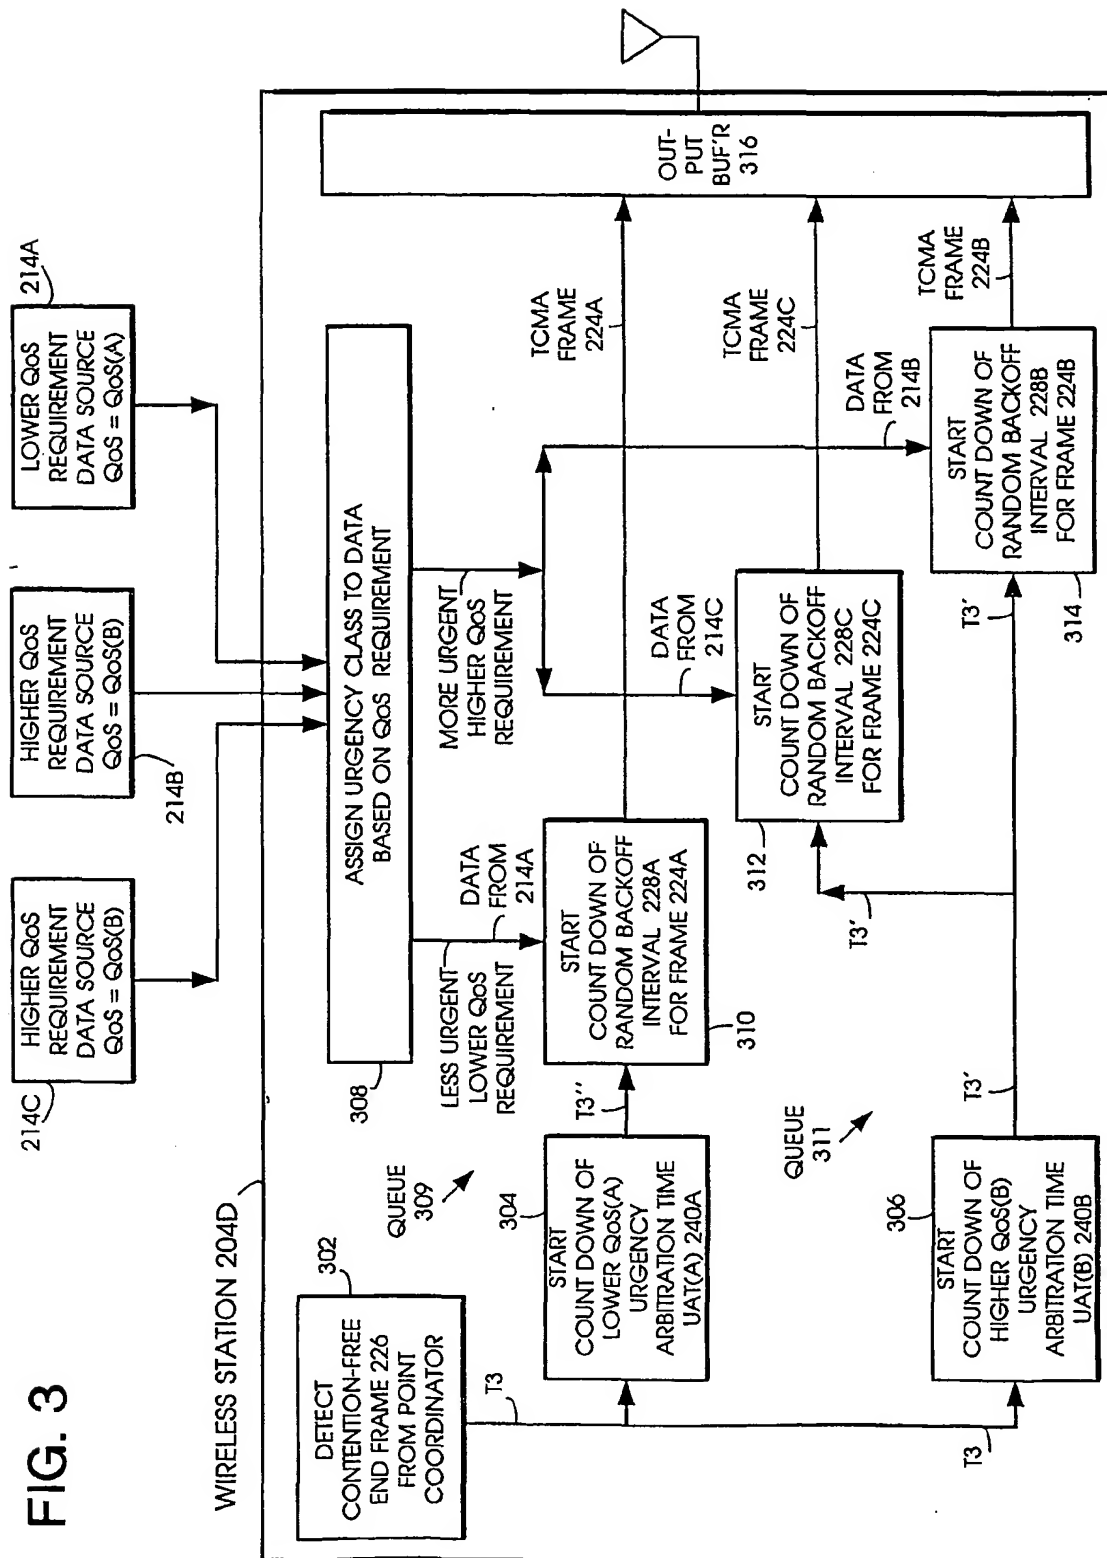 FIG. 3
WIRELESS STATION 204D
214C
HIGHER QoS
REQUIREMENT
DATA SOURCE
QoS = QoS(B)
HIGHER QoS
REQUIREMENT
DATA SOURCE
QoS = QoS(B)
214B
LOWER QoS
REQUIREMENT
DATA SOURCE
QoS = QoS(A)
214A
308
ASSIGN URGENCY CLASS TO DATA
BASED ON QoS REQUIREMENT
302
DETECT
CONTENTION-FREE
END FRAME 226
FROM POINT
COORDINATOR
T3
T3
QUEUE
309
LESS URGENT
LOWER QoS
REQUIREMENT
DATA
FROM
214A
MORE URGENT
HIGHER QoS
REQUIREMENT
304
START
COUNT DOWN OF
LOWER QoS(A)
URGENCY
ARBITRATION TIME
UAT(A) 240A
T3''
START
COUNT DOWN OF
RANDOM BACKOFF
INTERVAL 228A
FOR FRAME 224A
310
TCMA
FRAME
224A
DATA
FROM
214C
312
START
COUNT DOWN OF
RANDOM BACKOFF
INTERVAL 228C
FOR FRAME 224C
TCMA
FRAME
224C
QUEUE
311
T3'
DATA
FROM
214B
306
START
COUNT DOWN OF
HIGHER QoS(B)
URGENCY
ARBITRATION TIME
UAT(B) 240B
T3'
T3'
START
COUNT DOWN OF
RANDOM BACKOFF
INTERVAL 228B
FOR FRAME 224B
314
TCMA
FRAME
224B
OUT-
PUT
BUF'R
316